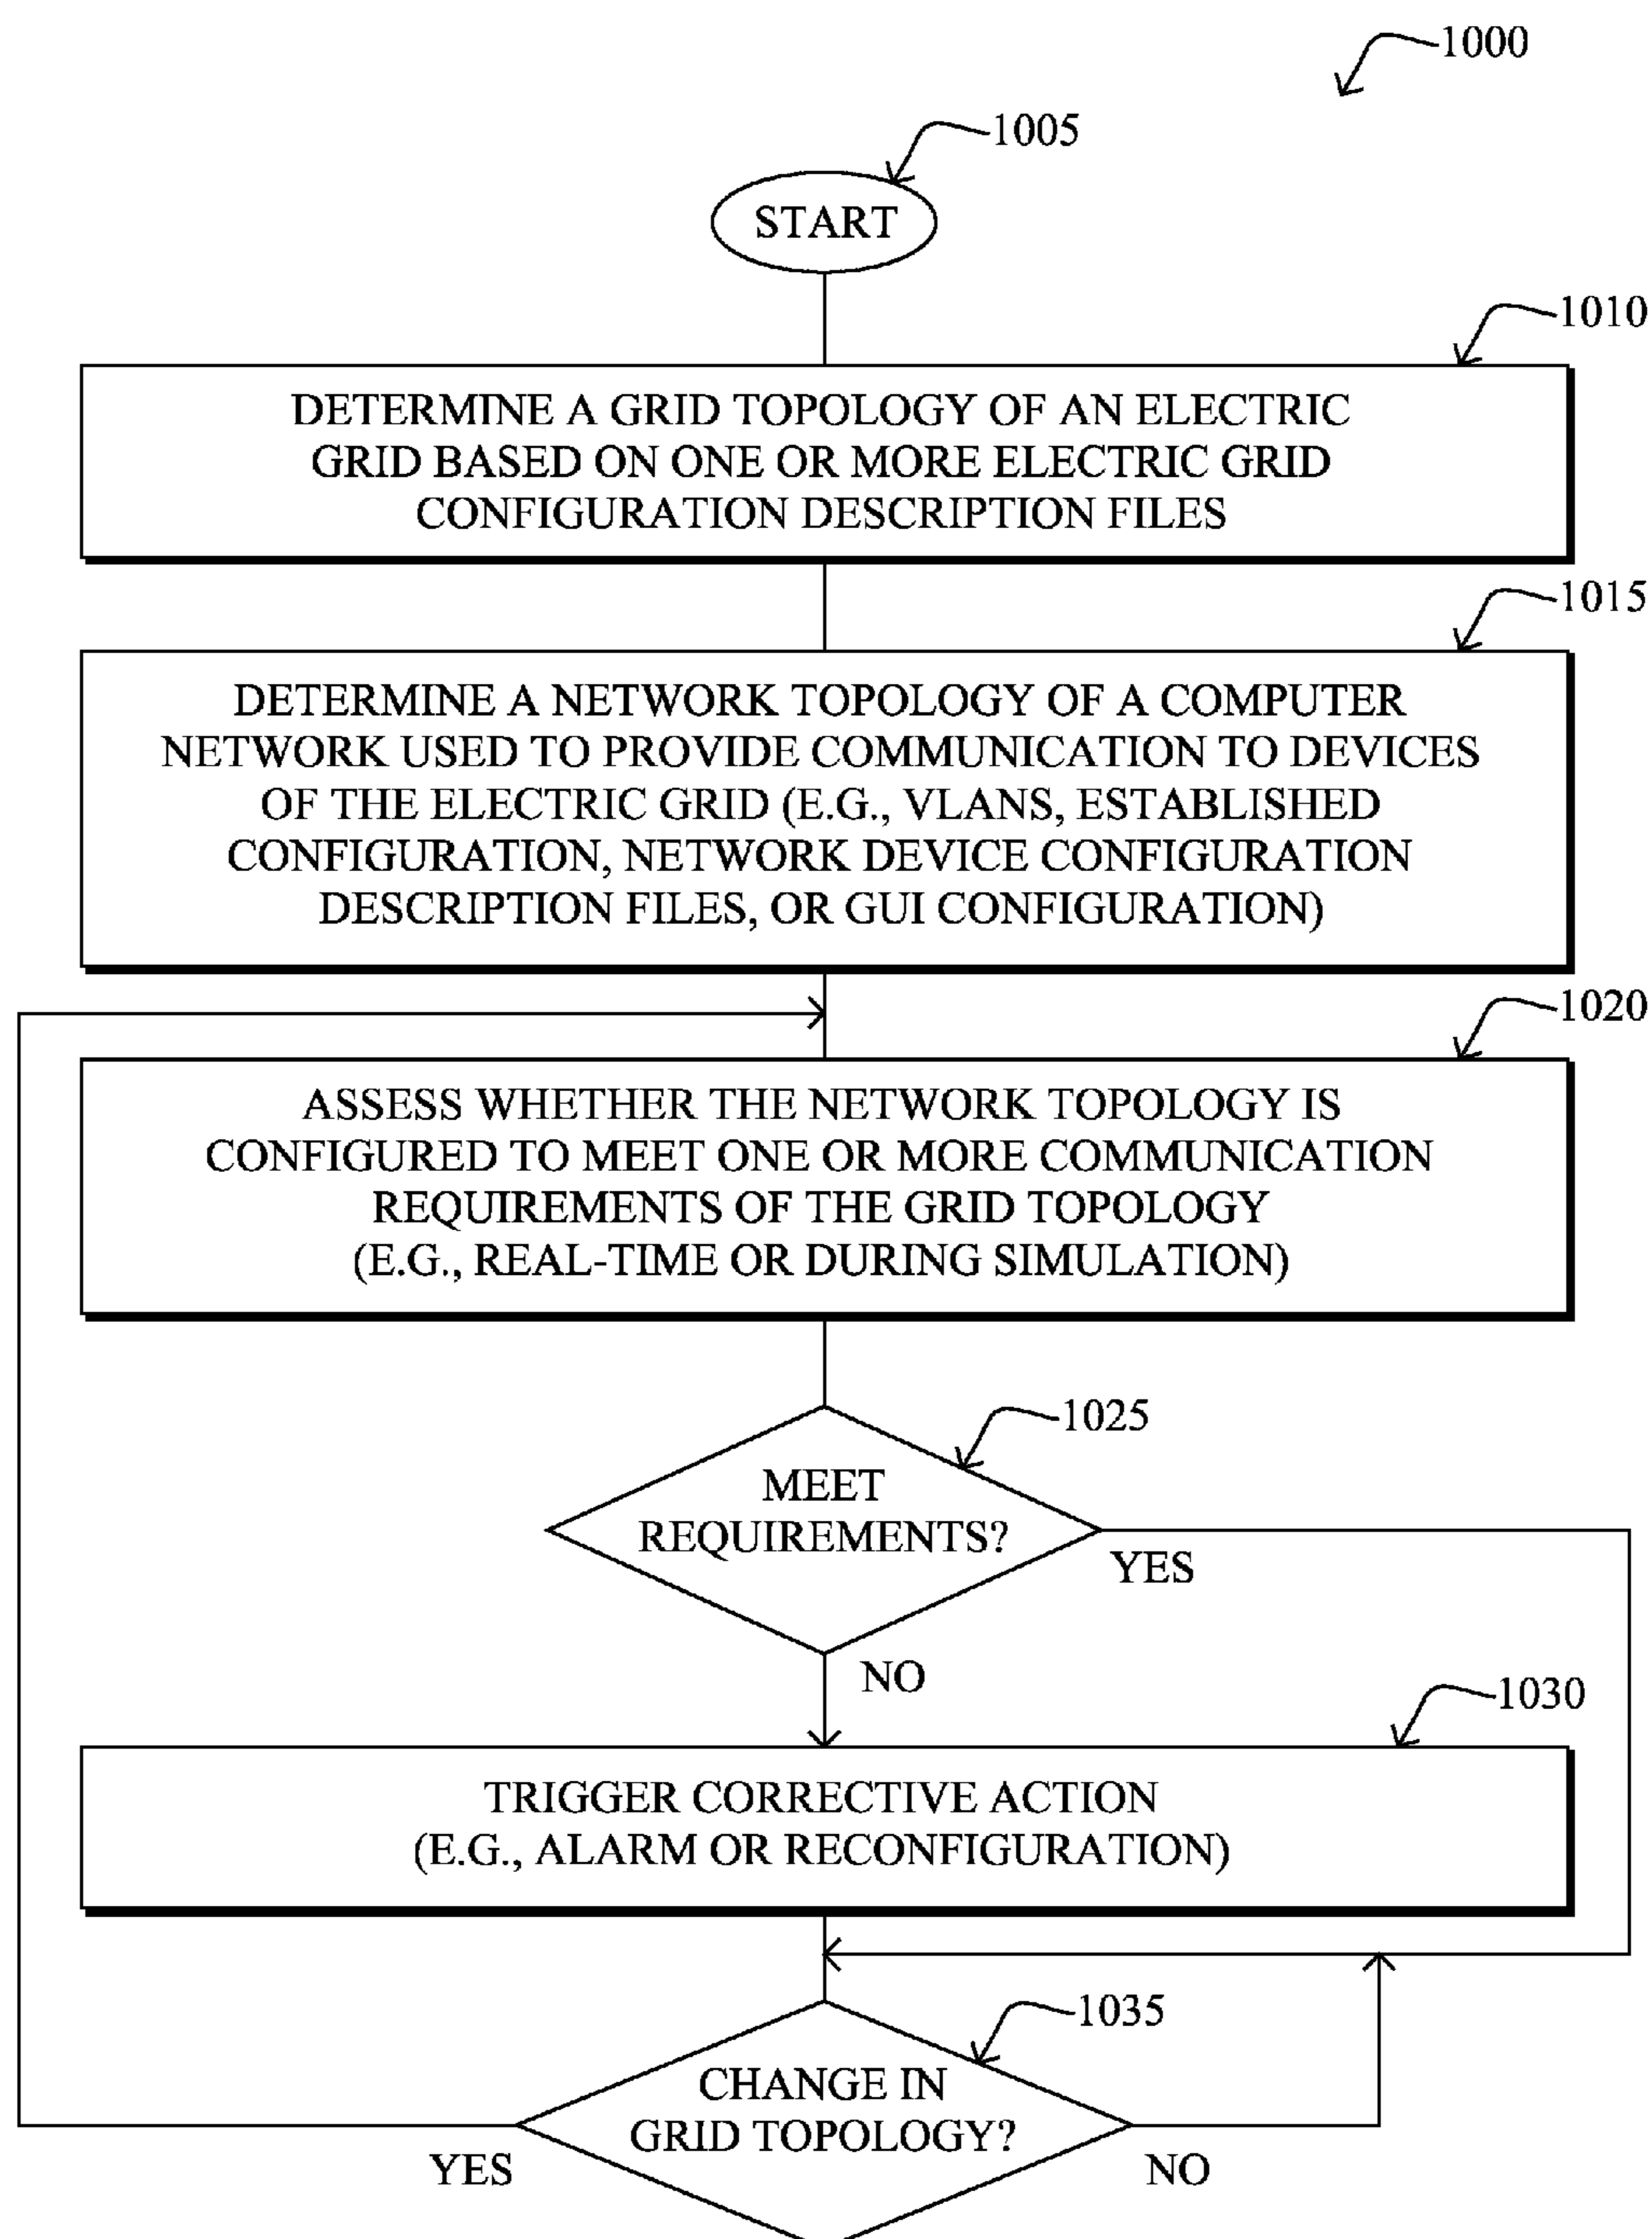 1000
1005
START
1010
DETERMINE A GRID TOPOLOGY OF AN ELECTRIC
GRID BASED ON ONE OR MORE ELECTRIC GRID
CONFIGURATION DESCRIPTION FILES
1015
DETERMINE A NETWORK TOPOLOGY OF A COMPUTER
NETWORK USED TO PROVIDE COMMUNICATION TO DEVICES
OF THE ELECTRIC GRID (E.G., VLANS, ESTABLISHED
CONFIGURATION, NETWORK DEVICE CONFIGURATION
DESCRIPTION FILES, OR GUI CONFIGURATION)
1020
ASSESS WHETHER THE NETWORK TOPOLOGY IS
CONFIGURED TO MEET ONE OR MORE COMMUNICATION
REQUIREMENTS OF THE GRID TOPOLOGY
(E.G., REAL-TIME OR DURING SIMULATION)
1025
MEET
REQUIREMENTS?
YES
NO
1030
TRIGGER CORRECTIVE ACTION
(E.G., ALARM OR RECONFIGURATION)
1035
CHANGE IN
GRID TOPOLOGY?
YES
NO